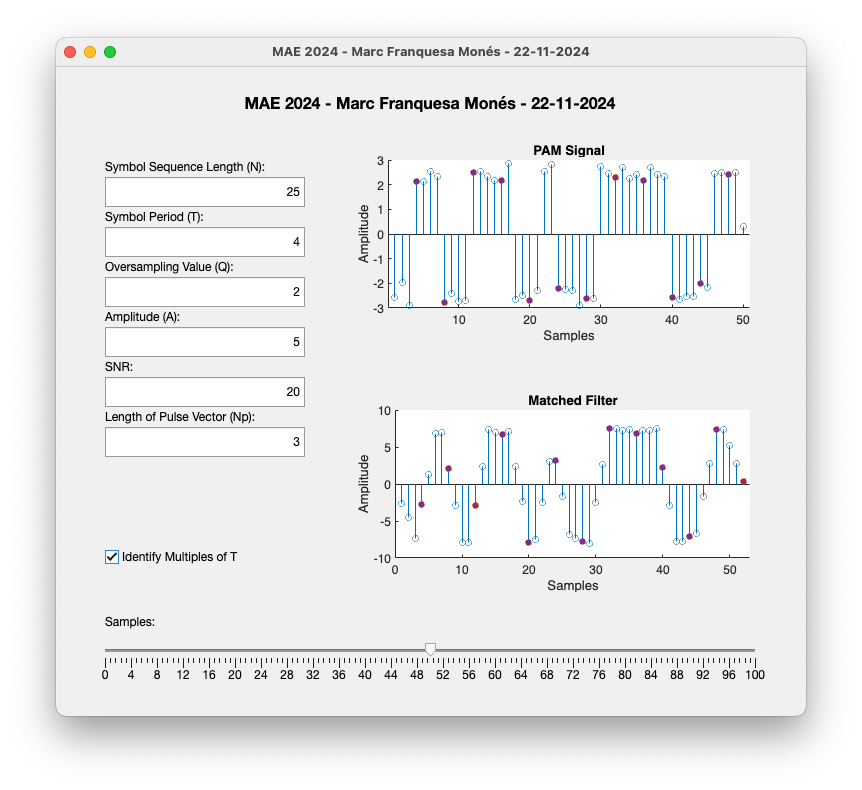 MAE 2024 - Marc Franquesa Monés - 22-11-2024
MAE 2024 - Marc Franquesa Monés - 22-11-2024
Symbol Sequence Length (N):
25
Symbol Period (T):
4
Oversampling Value (Q):
2
Amplitude (A):
5
SNR:
20
Length of Pulse Vector (Np):
3
Identify Multiples of T
PAM Signal
Amplitude
3
2
1
0
-1
-2
-3
10 20 30 40 50
Samples
Matched Filter
Amplitude
10
5
0
-5
-10
0 10 20 30 40 50
Samples
Samples:
0 4 8 12 16 20 24 28 32 36 40 44 48 52 56 60 64 68 72 76 80 84 88 92 96 100